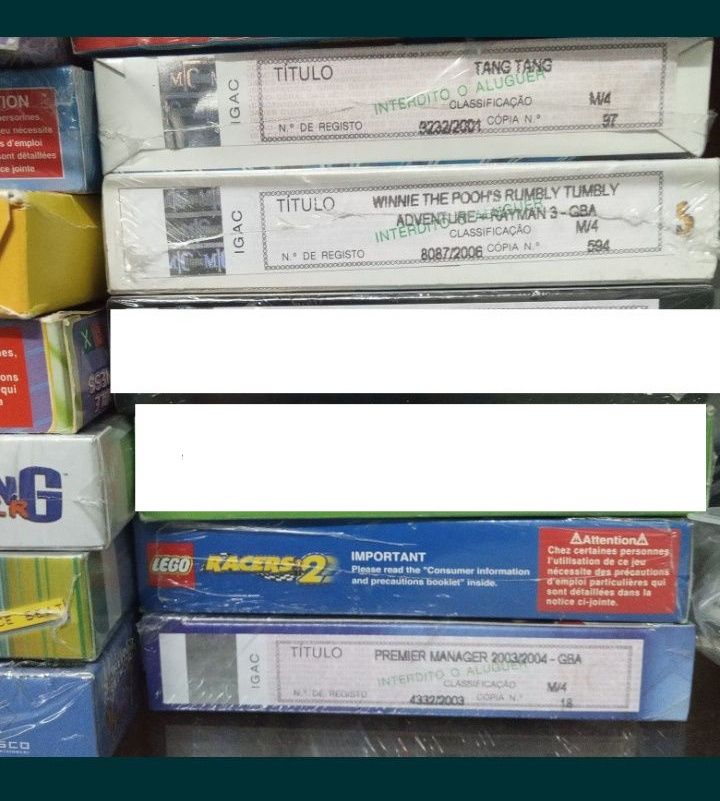 TÍTULO TANG TANG
INTERDITO O ALUGUER
CLASSIFICAÇÃO M/4
N.º DE REGISTO 9232/2001 CÓPIA N.º 97
IGAC
TÍTULO WINNIE THE POOH'S RUMBLY TUMBLY
ADVENTURE + RAYMAN 3 - GBA
CLASSIFICAÇÃO M/4
N.º DE REGISTO 8087/2006 CÓPIA N.º 594
IGAC
LEGO RACERS 2
IMPORTANT
Please read the "Consumer information
and precautions booklet" inside.
Attention
Chez certaines personnes
l'utilisation de ce jeu
nécessite des précautions
d'emploi particulières qui
sont détaillées dans la
notice ci-jointe.
TÍTULO PREMIER MANAGER 2003/2004 - GBA
INTERDITO O ALUGUER
CLASSIFICAÇÃO M/4
N.º DE REGISTO 4332/2003 CÓPIA N.º 18
IGAC